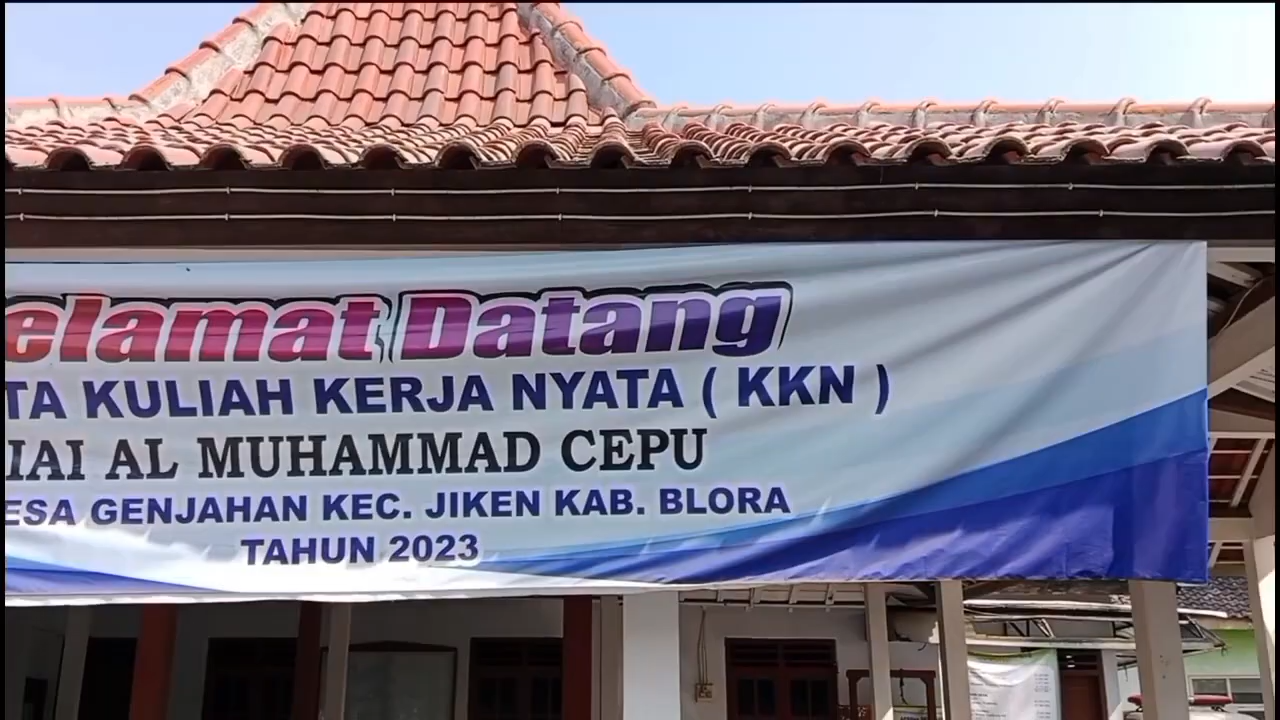 elamat Datang
TA KULIAH KERJA NYATA ( KKN )
IAI AL MUHAMMAD CEPU
ESA GENJAHAN KEC. JIKEN KAB. BLORA
TAHUN 2023